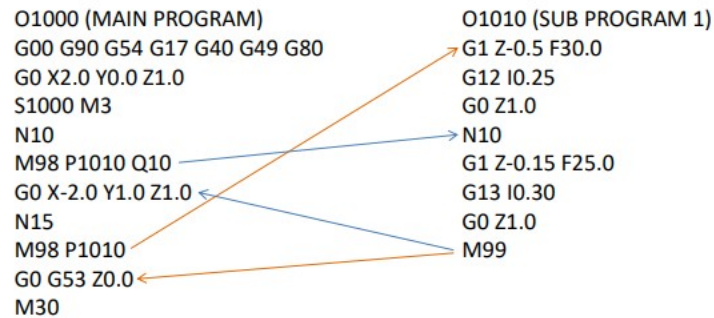 O1000 (MAIN PROGRAM)
G00 G90 G54 G17 G40 G49 G80
G0 X2.0 Y0.0 Z1.0
S1000 M3
N10
M98 P1010 Q10
G0 X-2.0 Y1.0 Z1.0
N15
M98 P1010
G0 G53 Z0.0
M30
O1010 (SUB PROGRAM 1)
G1 Z-0.5 F30.0
G12 I0.25
G0 Z1.0
N10
G1 Z-0.15 F25.0
G13 I0.30
G0 Z1.0
M99